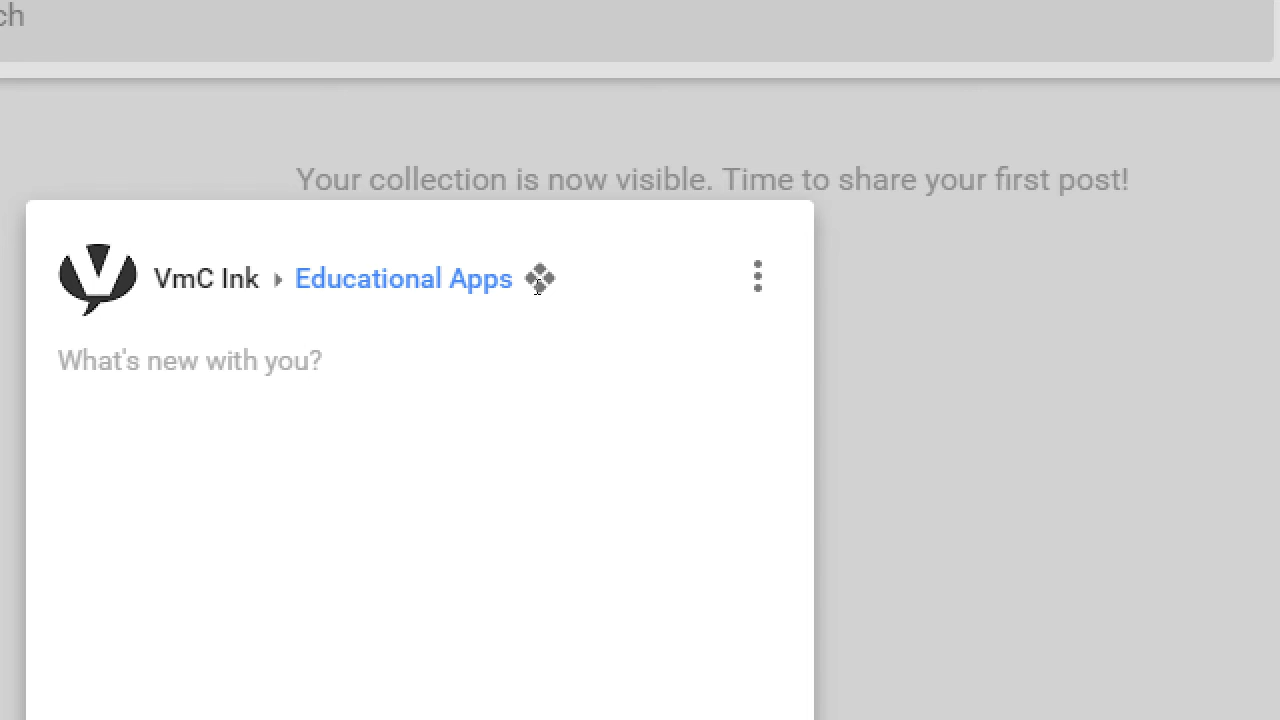 ch
Your collection is now visible. Time to share your first post!
VmC Ink Educational Apps
What's new with you?